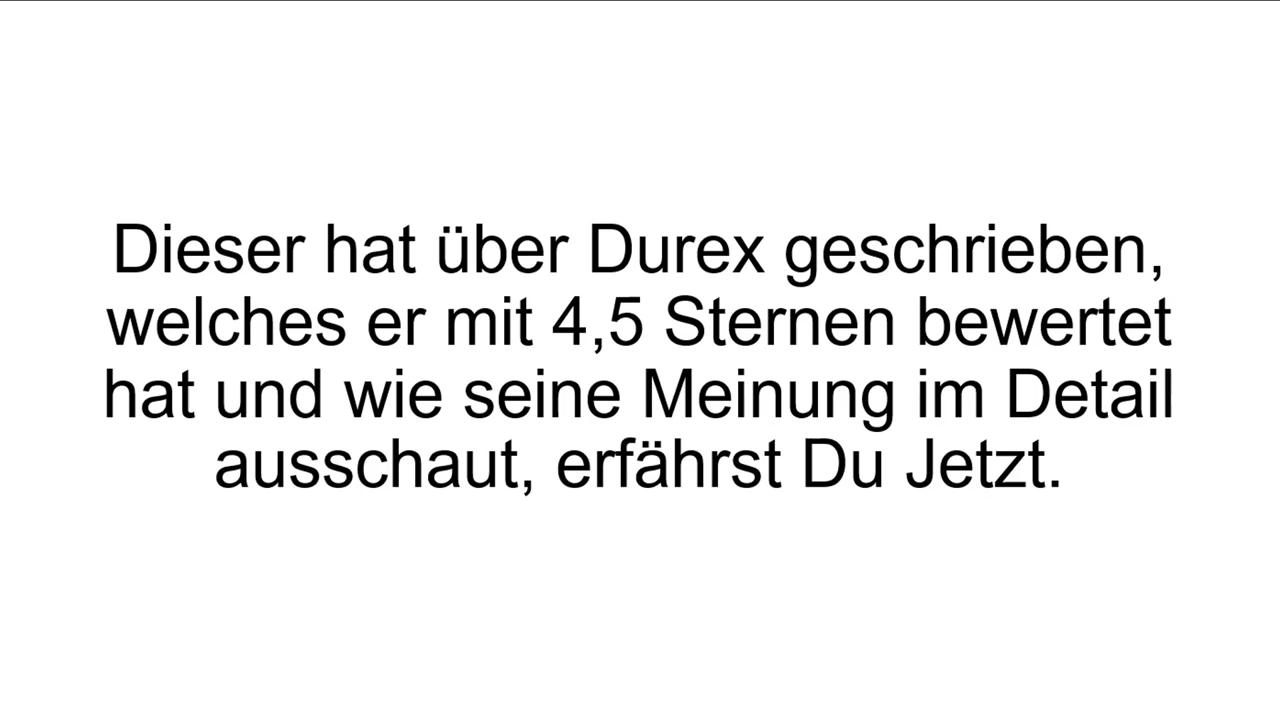 Dieser hat über Durex geschrieben,
welches er mit 4,5 Sternen bewertet
hat und wie seine Meinung im Detail
ausschaut, erfährst Du Jetzt.